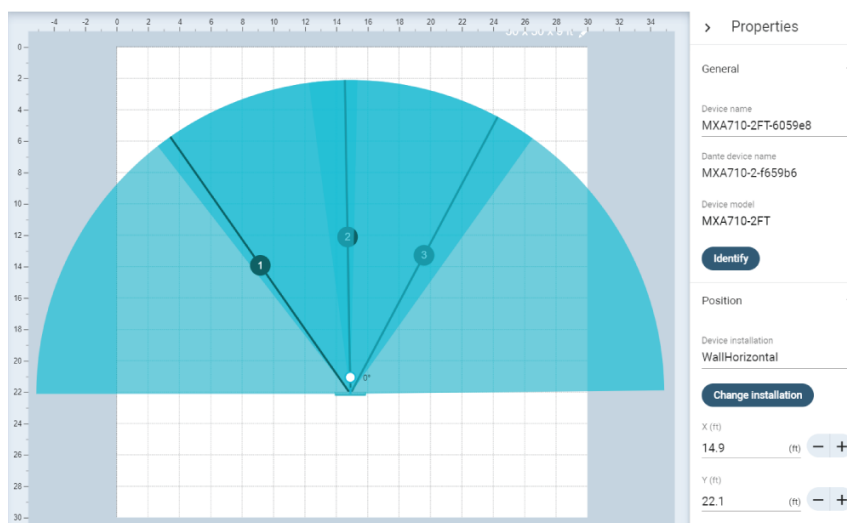 -4 -2 0 2 4 6 8 10 12 14 16 18 20 22 24 26 28 30 32 34
0
2
4
6
8
10
12
14
16
18
20
22
24
26
28
30
1
2
3
0°
> Properties
General
Device name
MXA710-2FT-6059e8
Dante device name
MXA710-2-f659b6
Device model
MXA710-2FT
Identify
Position
Device installation
WallHorizontal
Change installation
X (ft)
14.9 (ft) − +
Y (ft)
22.1 (ft) − +